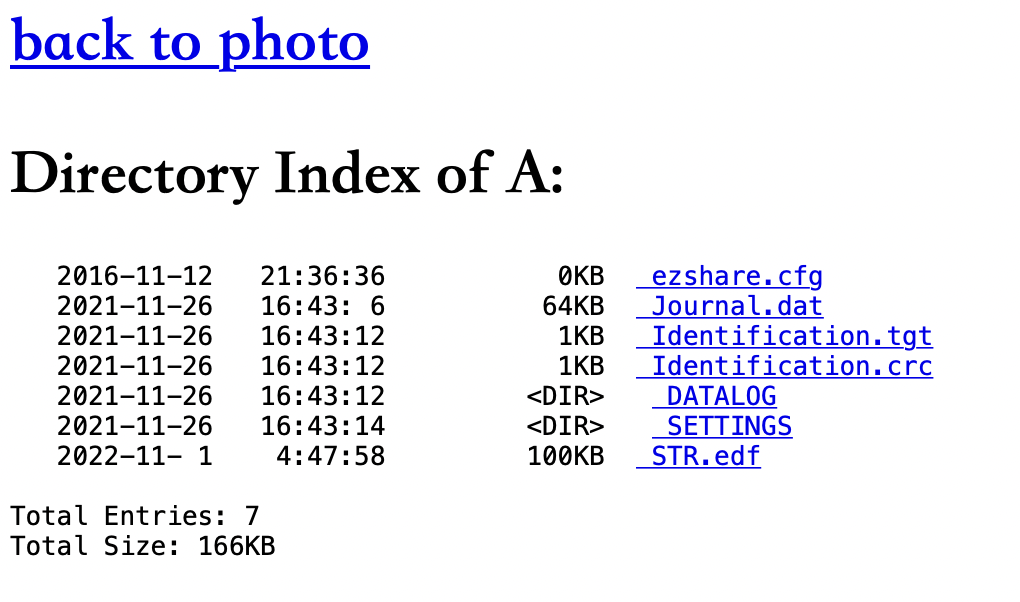 back to photo
Directory Index of A:
2016-11-12   21:36:36           0KB   ezshare.cfg
2021-11-26   16:43: 6          64KB   Journal.dat
2021-11-26   16:43:12           1KB   Identification.tgt
2021-11-26   16:43:12           1KB   Identification.crc
2021-11-26   16:43:12         <DIR>    DATALOG
2021-11-26   16:43:14         <DIR>    SETTINGS
2022-11- 1    4:47:58         100KB   STR.edf
Total Entries: 7
Total Size: 166KB